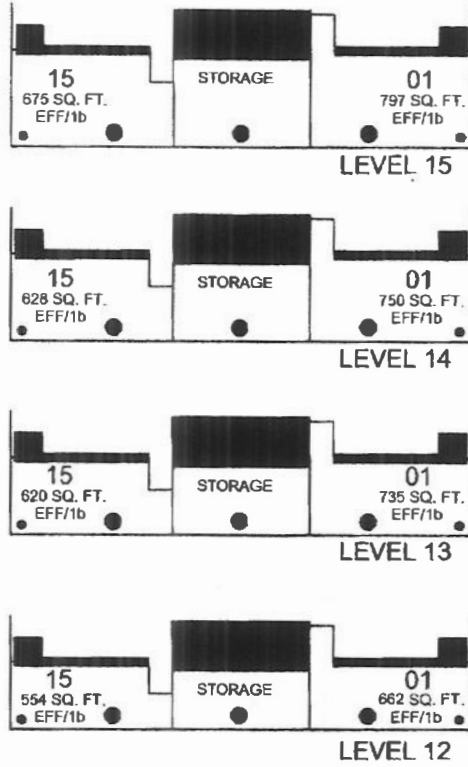 15
675 SQ. FT.
EFF/1b
STORAGE
01
797 SQ. FT.
EFF/1b
LEVEL 15
15
628 SQ. FT.
EFF/1b
STORAGE
01
750 SQ. FT.
EFF/1b
LEVEL 14
15
620 SQ. FT.
EFF/1b
STORAGE
01
735 SQ. FT.
EFF/1b
LEVEL 13
15
554 SQ. FT.
EFF/1b
STORAGE
01
662 SQ. FT.
EFF/1b
LEVEL 12